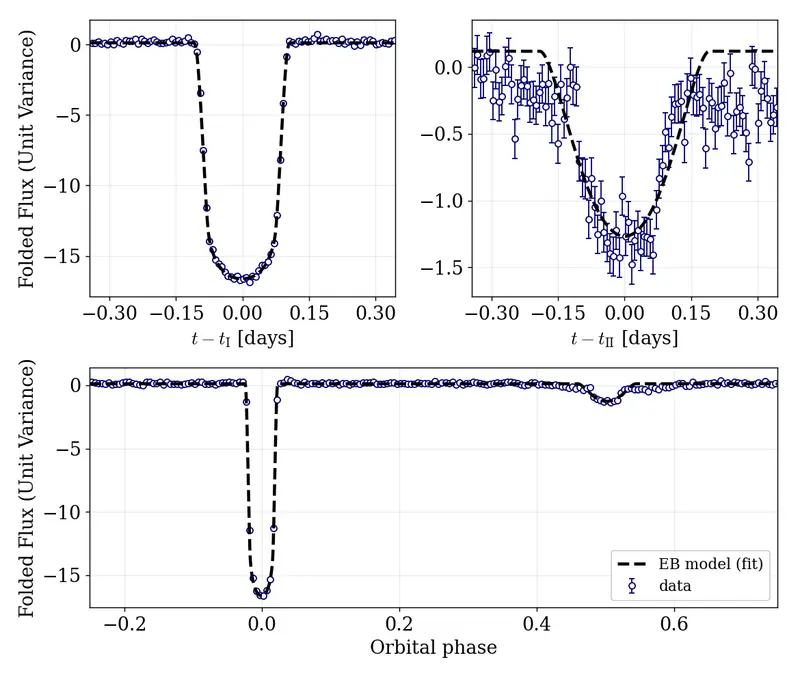 Folded Flux (Unit Variance)
0
−5
−10
−15
−0.30 −0.15 0.00 0.15 0.30
t − t_I [days]
0.0
−0.5
−1.0
−1.5
−0.30 −0.15 0.00 0.15 0.30
t − t_II [days]
Folded Flux (Unit Variance)
0
−5
−10
−15
−0.2 0.0 0.2 0.4 0.6
Orbital phase
EB model (fit)
data